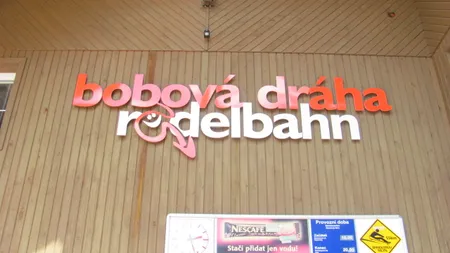 bobová dráha
rodelbahn
NESCAFÉ
Provozní doba
Stačí přidat jen vodu!